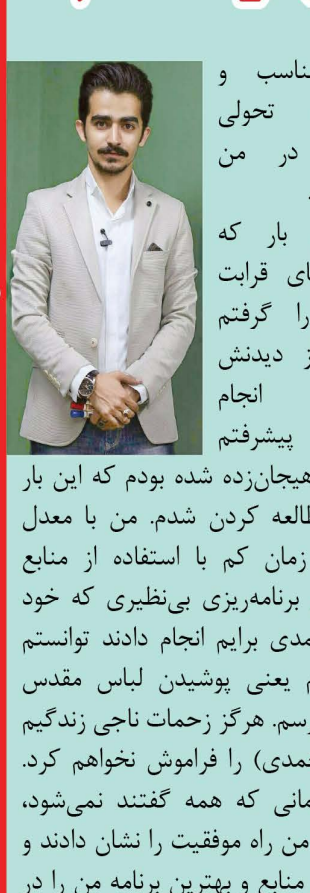 ناسب و
تحولی
در من
بار که
ای قرابت
را گرفتم
ز دیدنش
انجام
پیشرفتم
هیجان‌زده شده بودم که این بار
طالعه کردن شدم. من با معدل
زمان کم با استفاده از منابع
برنامه‌ریزی بی‌نظیری که خود
مدی برایم انجام دادند توانستم
م یعنی پوشیدن لباس مقدس
رسم. هرگز زحمات ناجی زندگیم
حمدی) را فراموش نخواهم کرد.
مانی که همه گفتند نمی‌شود،
من راه موفقیت را نشان دادند و
منابع و بهترین برنامه من را در